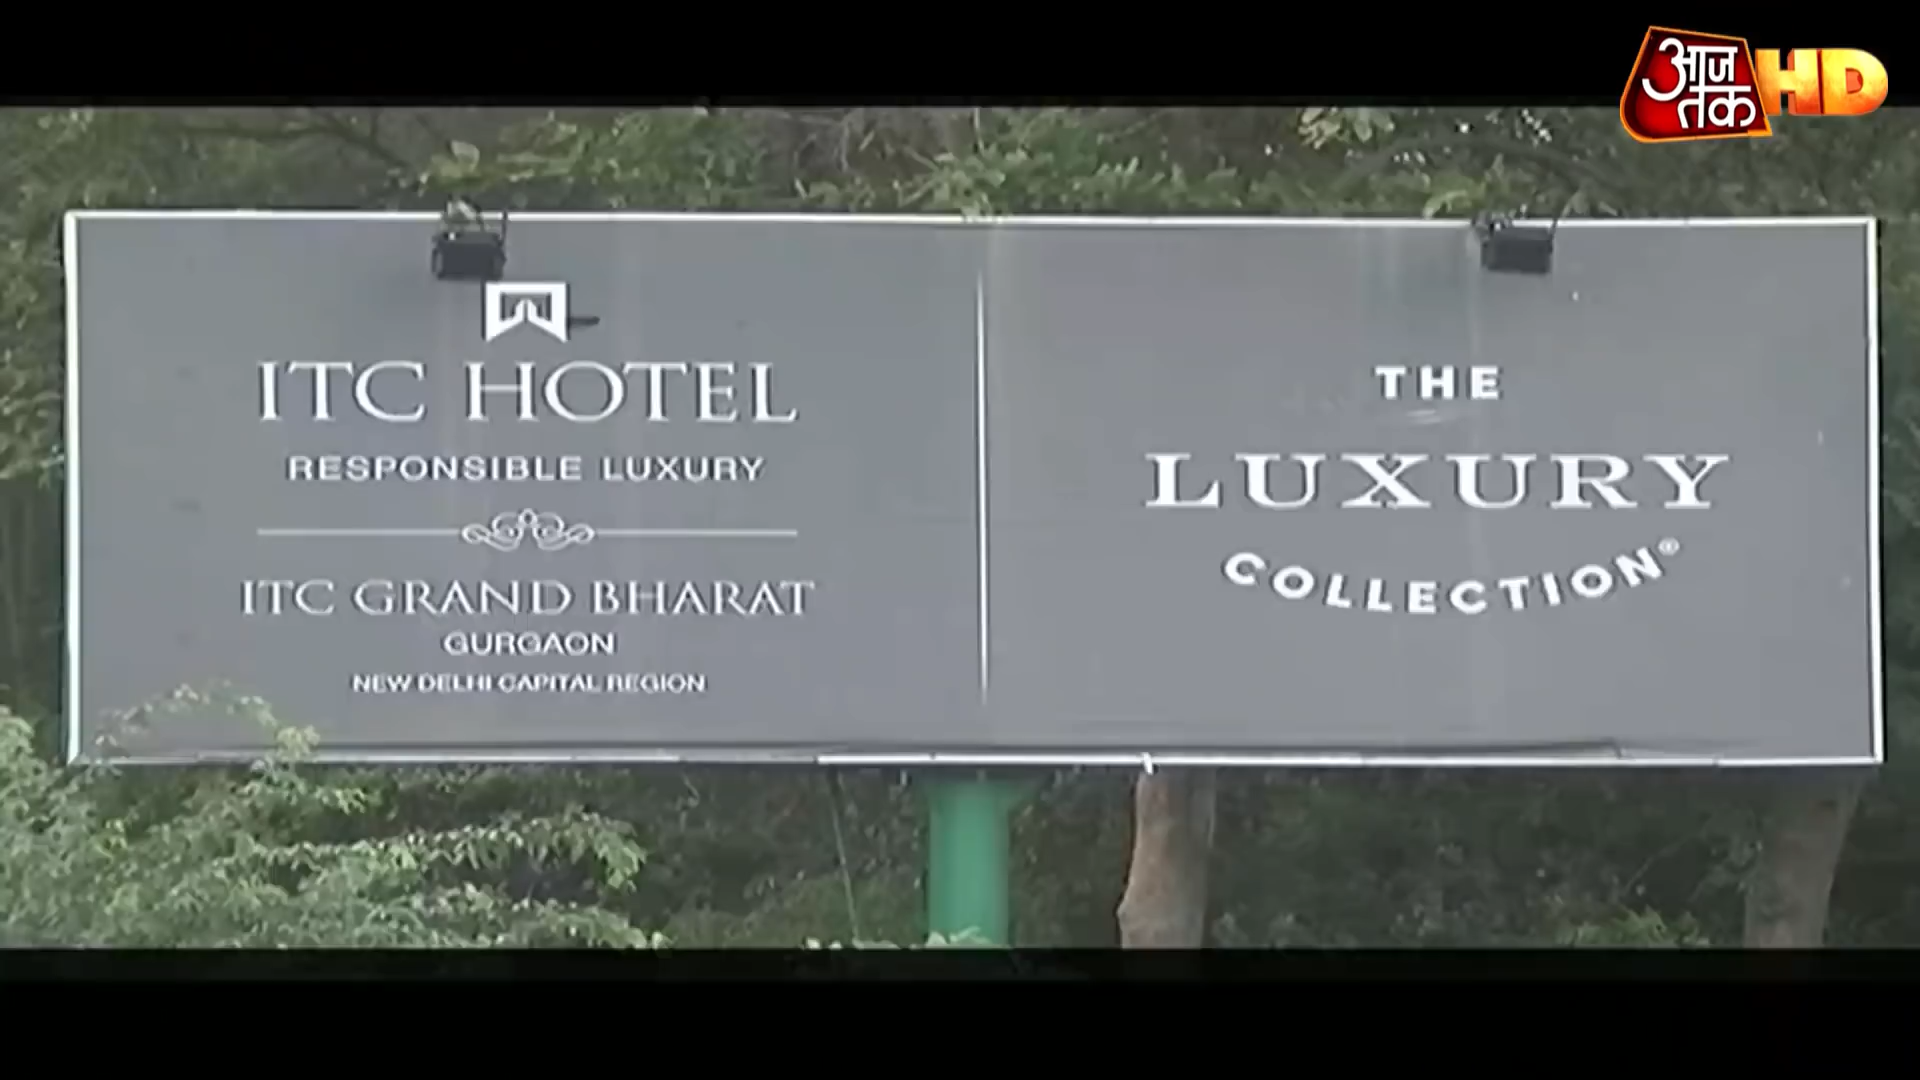 आज तक HD
ITC HOTEL
RESPONSIBLE LUXURY
ITC GRAND BHARAT
GURGAON
NEW DELHI CAPITAL REGION
THE
LUXURY
COLLECTION®